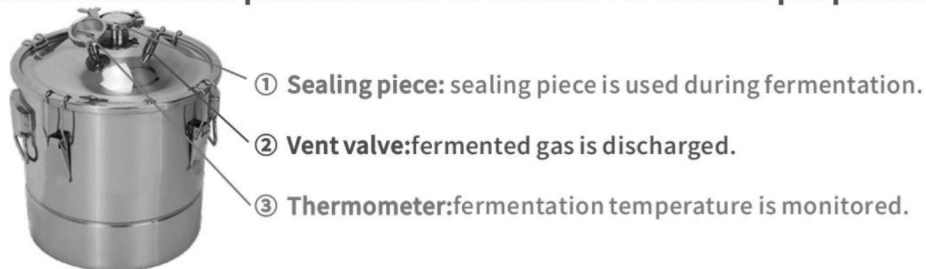 ① Sealing piece: sealing piece is used during fermentation.
② Vent valve:fermented gas is discharged.
③ Thermometer:fermentation temperature is monitored.